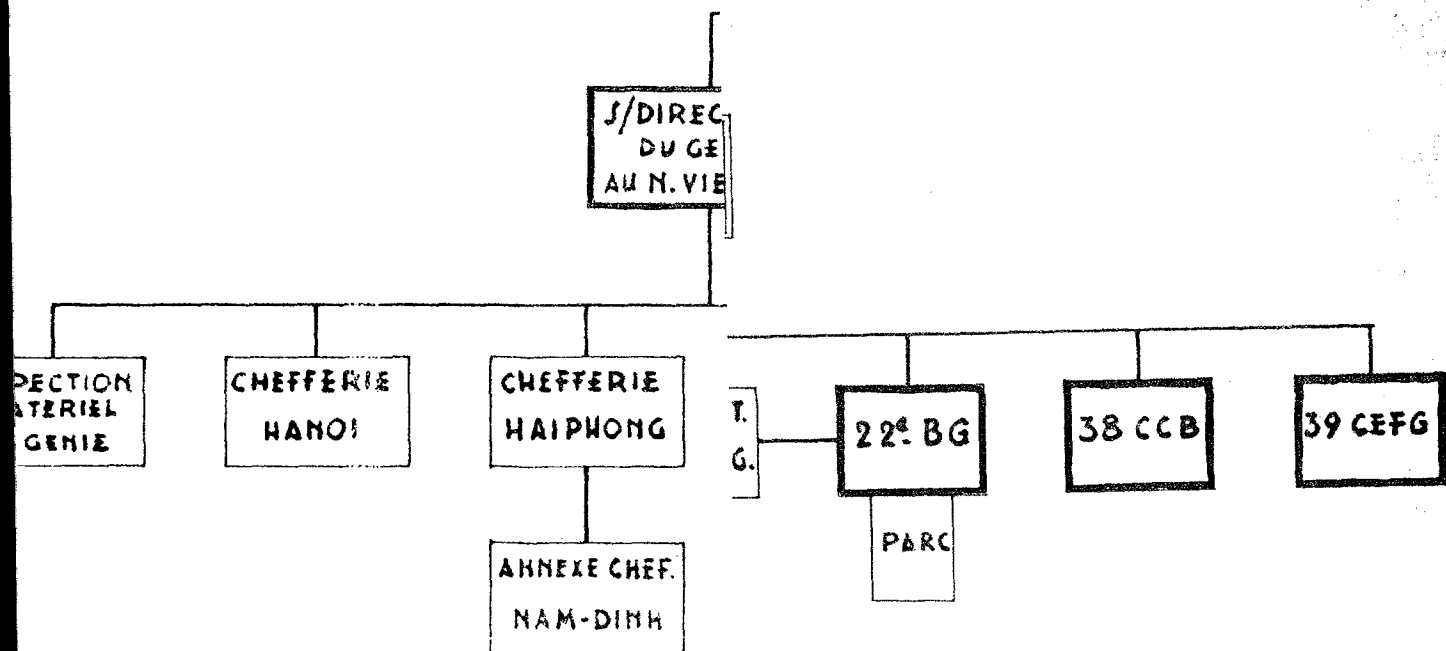 S/DIREC
DU GE
AU N. VIE
PECTION
ATERIEL
GENIE
CHEFFERIE
HANOI
CHEFFERIE
HAIPHONG
ANNEXE CHEF.
NAM-DINH
T.
G.
22e BG
PARC
38 CCB
39 CEFG